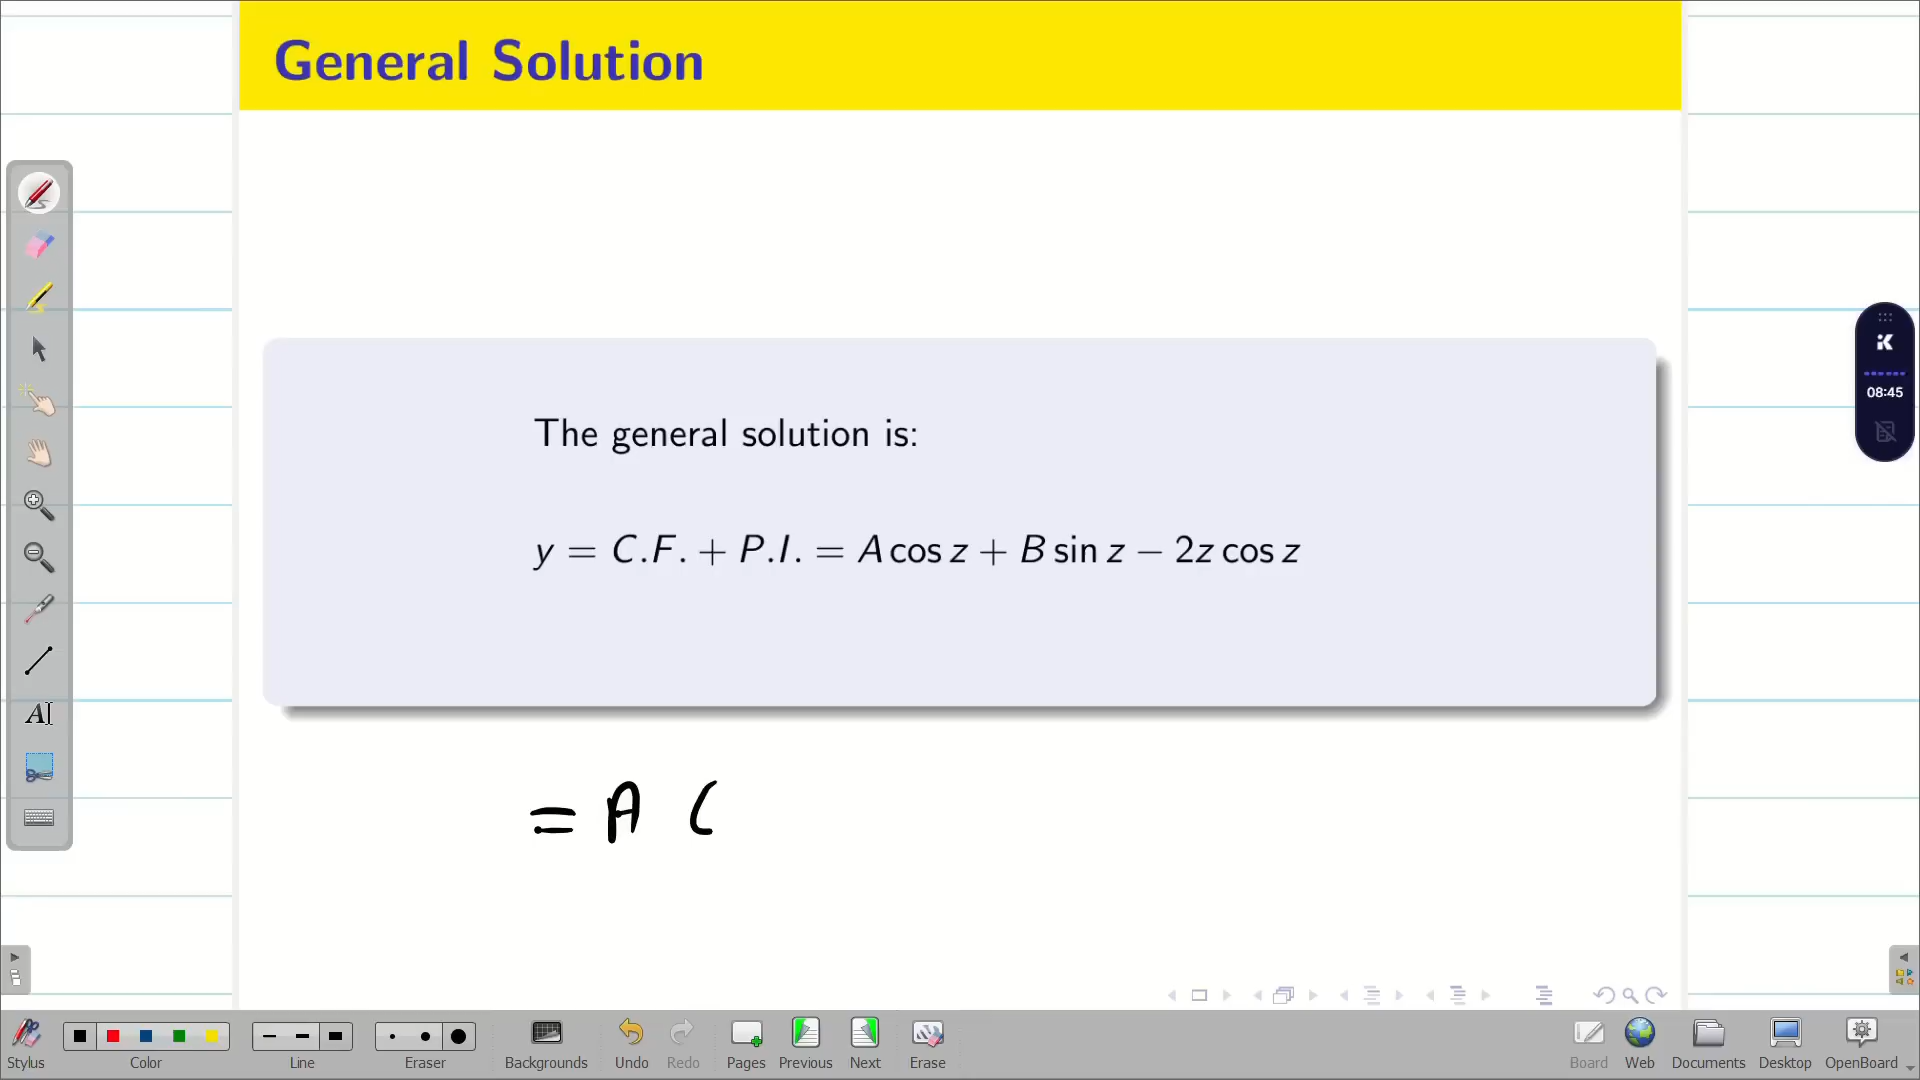 General Solution
The general solution is:
y = C.F. + P.I. = A cos z + B sin z − 2z cos z
= A (
08:45
Stylus
Color
Line
Eraser
Backgrounds
Undo
Redo
Pages
Previous
Next
Erase
Board
Web
Documents
Desktop
OpenBoard